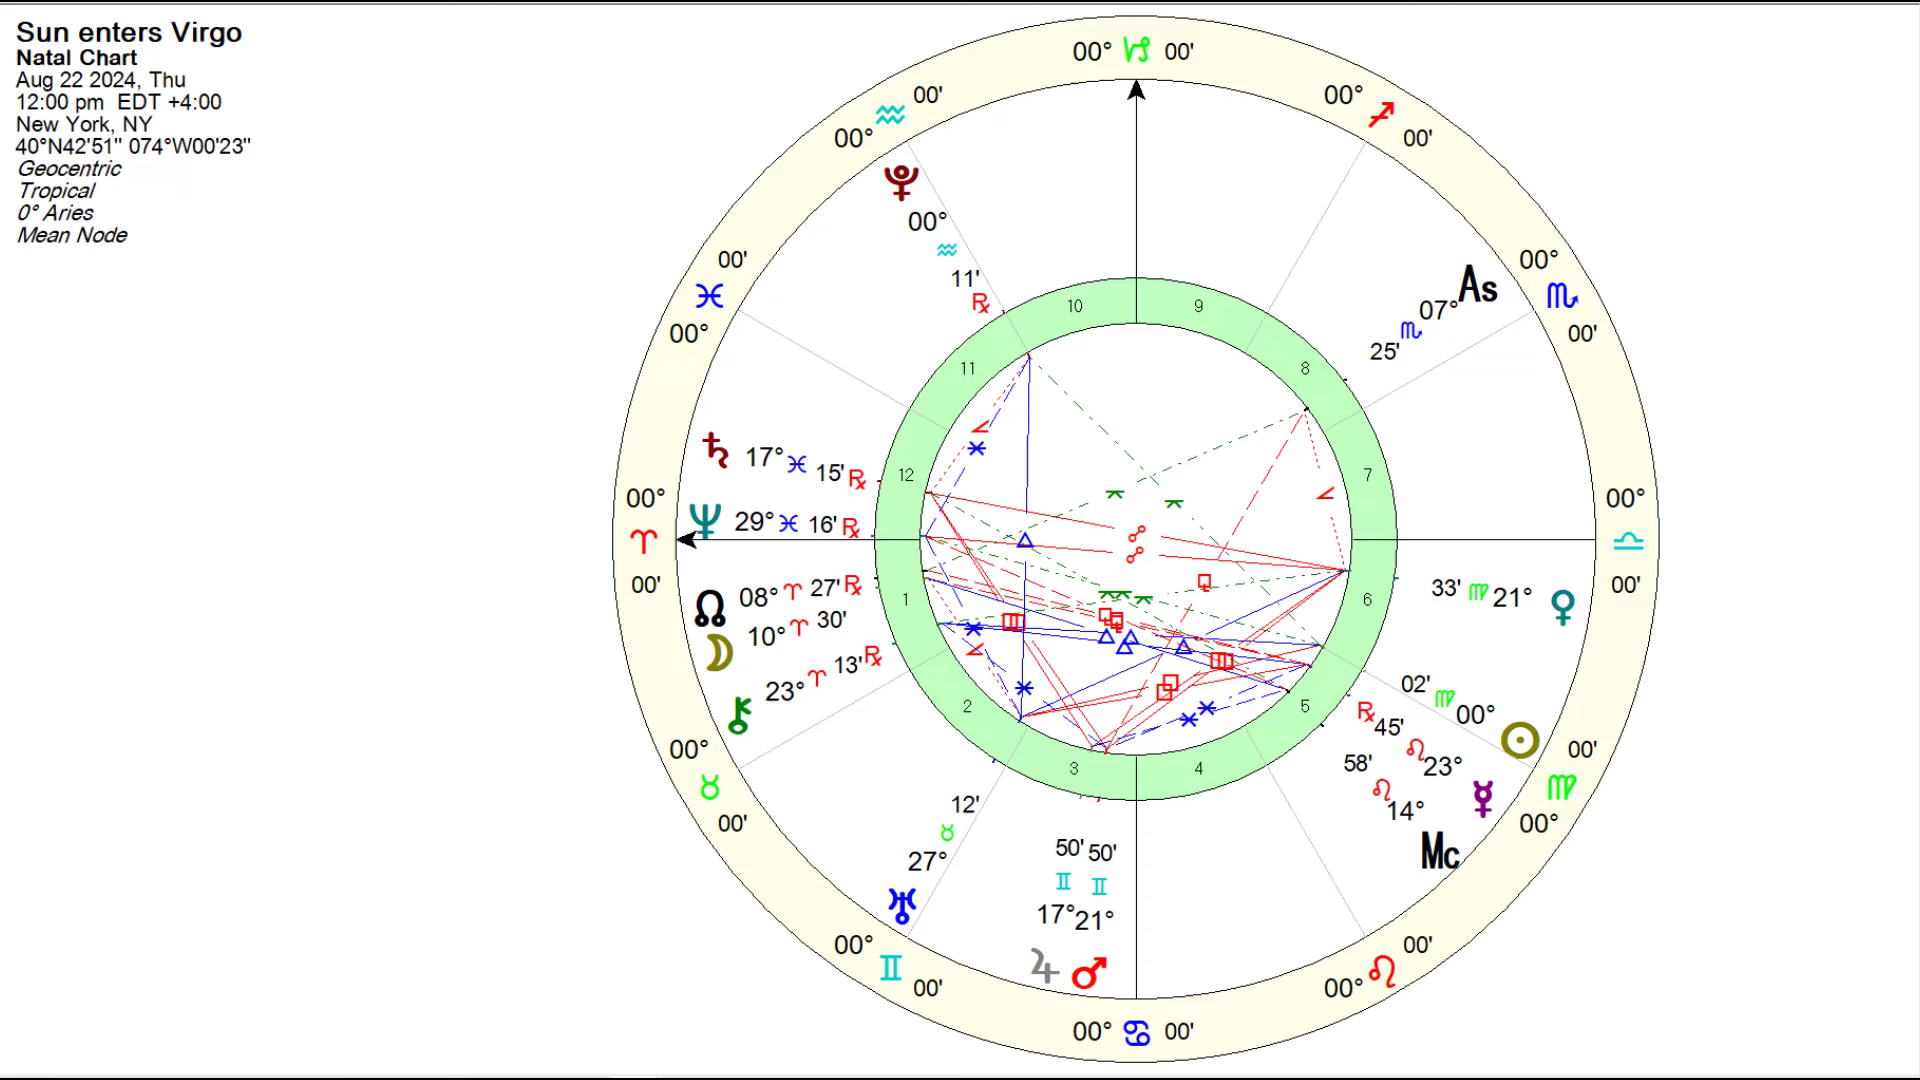 Sun enters Virgo
Natal Chart
Aug 22 2024, Thu
12:00 pm  EDT +4:00
New York, NY
40°N42'51" 074°W00'23"
Geocentric
Tropical
0° Aries
Mean Node
00° ♑ 00'
00° ♐ 00'
00° ♒ 00'
00° ♏ 00'
00° ♓ 00'
00° ♎ 00'
00° ♈ 00'
00° ♍ 00'
00° ♉ 00'
00° ♌ 00'
00° ♊ 00'
00° ♋ 00'
♇ 00° ♒ 11' ℞
As 07° ♏ 25'
♄ 17° ♓ 15' ℞
♆ 29° ♓ 16' ℞
☊ 08° ♈ 27' ℞
☽ 10° ♈ 30'
⚷ 23° ♈ 13' ℞
♅ 27° ♉ 12'
♃ 17° ♊ 50'
♂ 21° ♊ 50'
Mc 14° ♌ 58'
☿ 23° ♌ 45' ℞
☉ 00° ♍ 02'
♀ 21° ♍ 33'
1
2
3
4
5
6
7
8
9
10
11
12